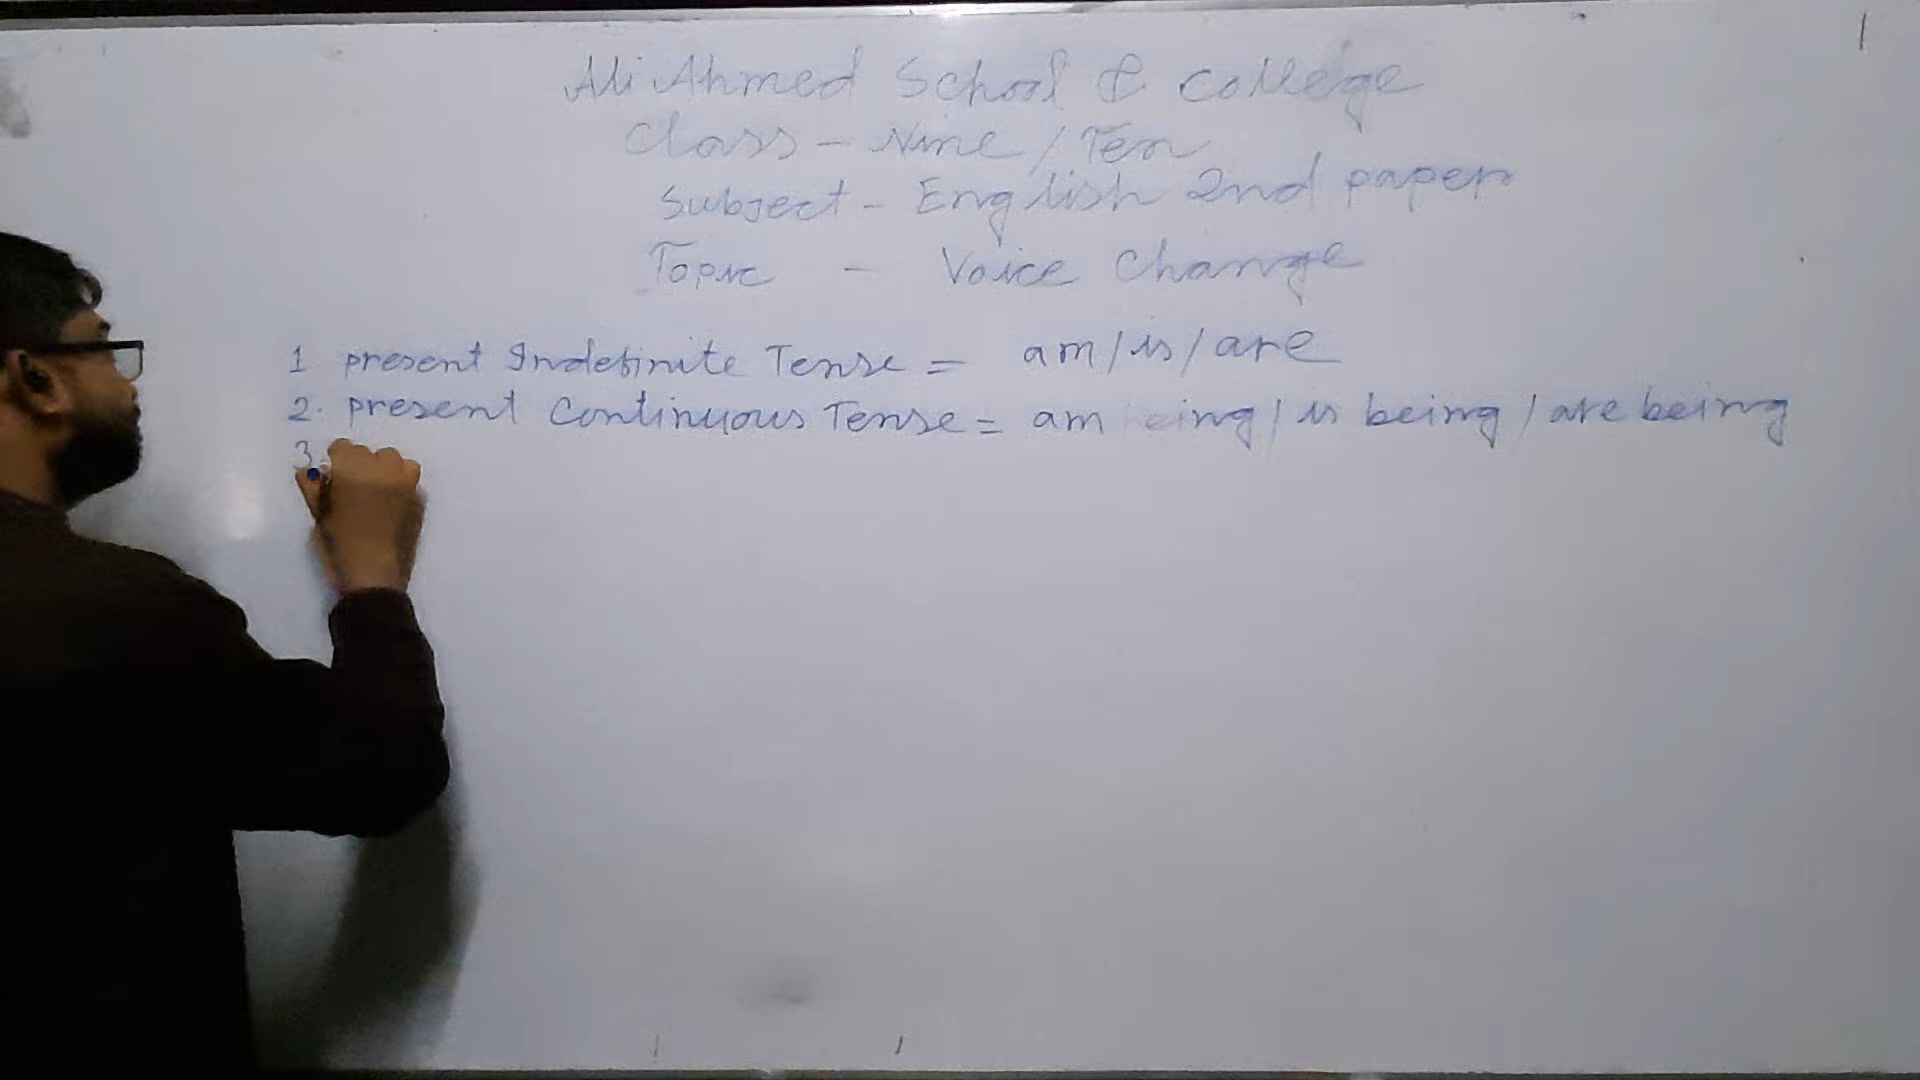 Ali Ahmed School & College
Class - Nine / Ten
Subject - English 2nd paper
Topic - Voice Change
1 present Indefinite Tense = am / is / are
2. present Continuous Tense = am being / is being / are being
3.